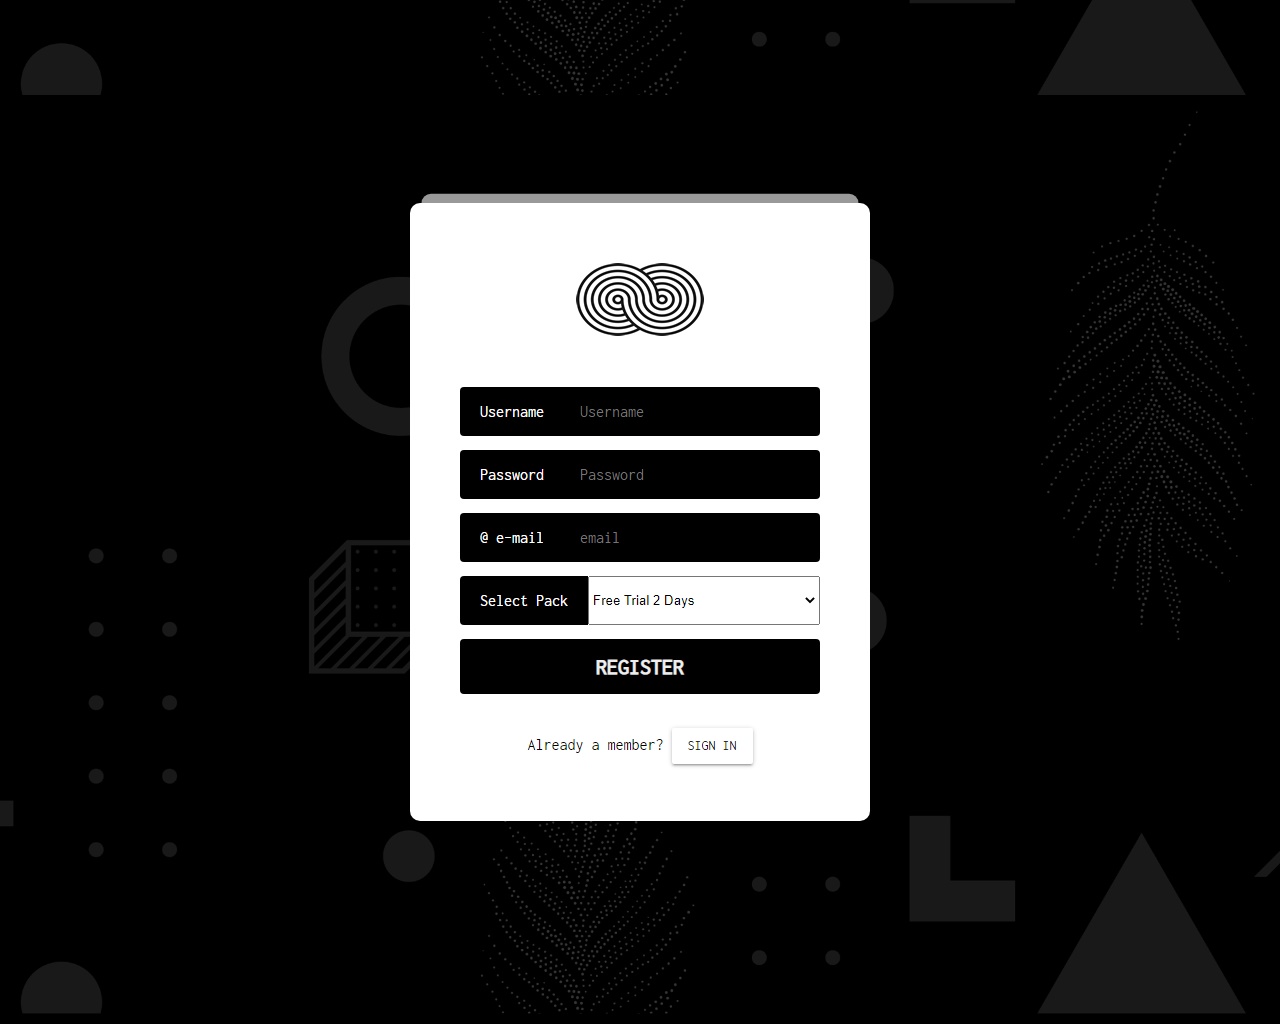 Username Username
Password Password
@ e-mail email
Select Pack Free Trial 2 Days
REGISTER
Already a member? SIGN IN